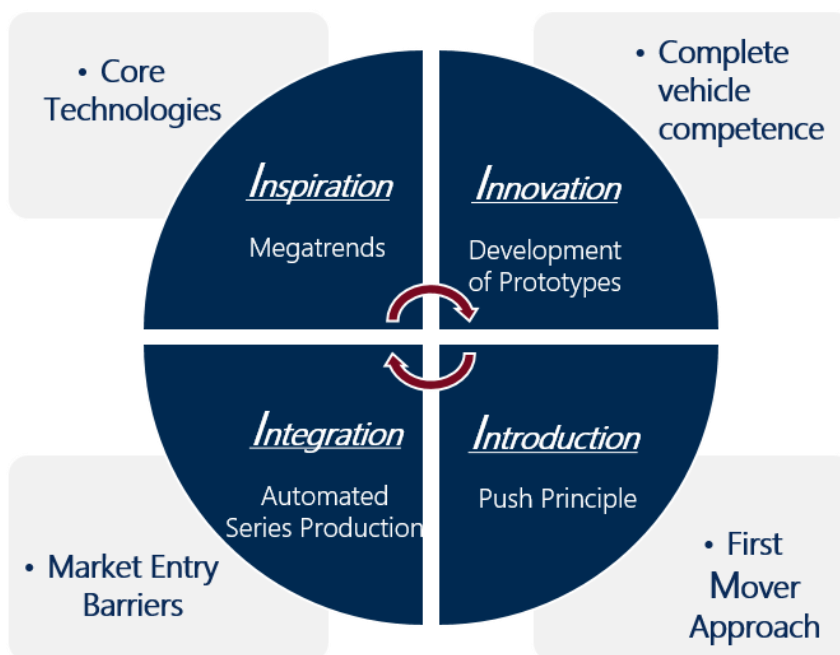 • Core
Technologies
• Complete
vehicle
competence
Inspiration
Megatrends
Innovation
Development
of Prototypes
Integration
Automated
Series Production
Introduction
Push Principle
• Market Entry
Barriers
• First
Mover
Approach